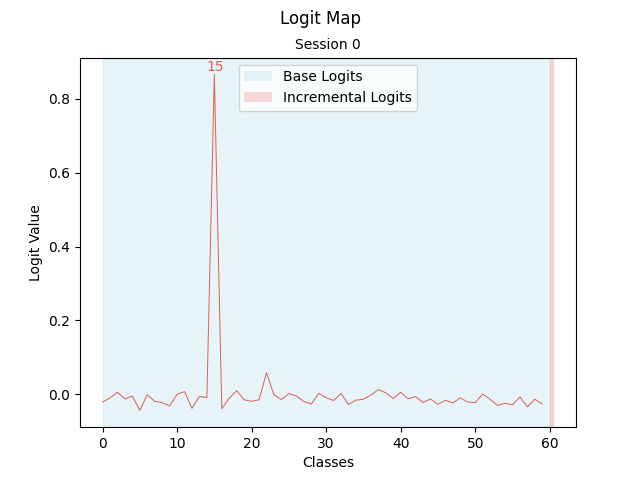 Logit Map
Session 0
15
Base Logits
Incremental Logits
0.8
0.6
0.4
0.2
0.0
Logit Value
0 10 20 30 40 50 60
Classes